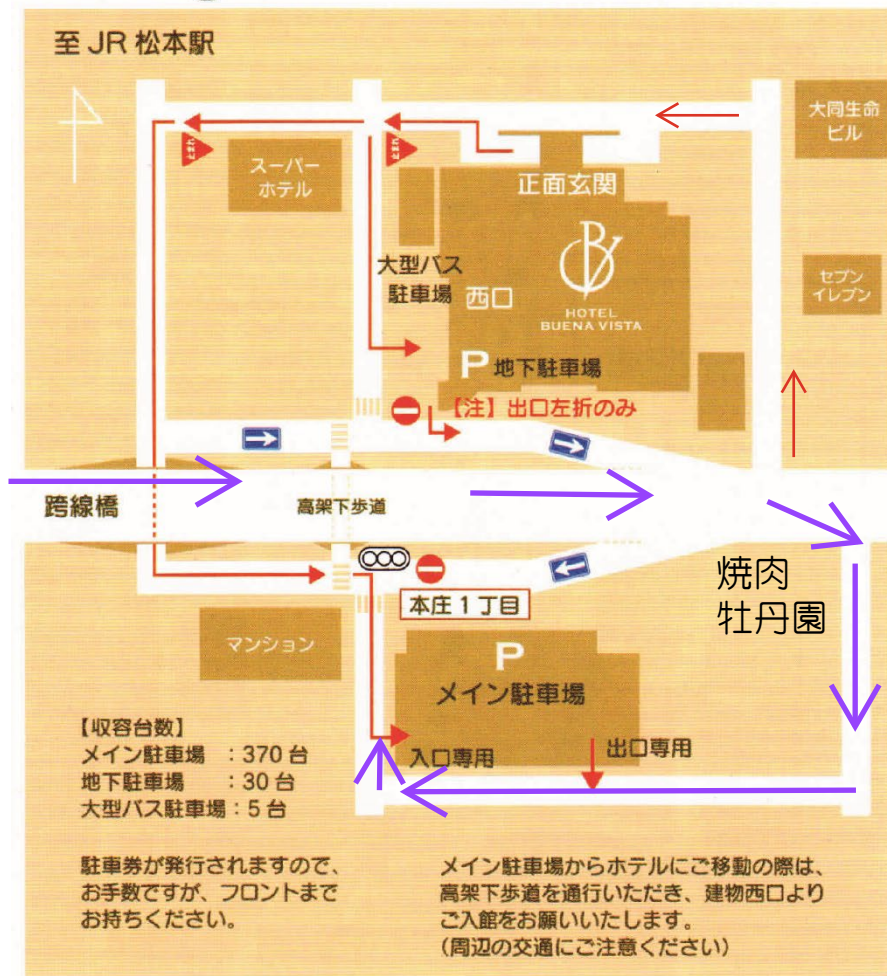 至 JR 松本駅
大同生命
ビル
止まれ
止まれ
スーパー
ホテル
正面玄関
大型バス
駐車場
西口
HOTEL
BUENA VISTA
セブン
イレブン
P 地下駐車場
【注】出口左折のみ
跨線橋
高架下歩道
本庄1丁目
焼肉
牡丹園
マンション
P
メイン駐車場
入口専用
出口専用
【収容台数】
メイン駐車場 ：370 台
地下駐車場 ：30 台
大型バス駐車場：5 台
駐車券が発行されますので、
お手数ですが、フロントまで
お持ちください。
メイン駐車場からホテルにご移動の際は、
高架下歩道を通行いただき、建物西口より
ご入館をお願いいたします。
（周辺の交通にご注意ください）